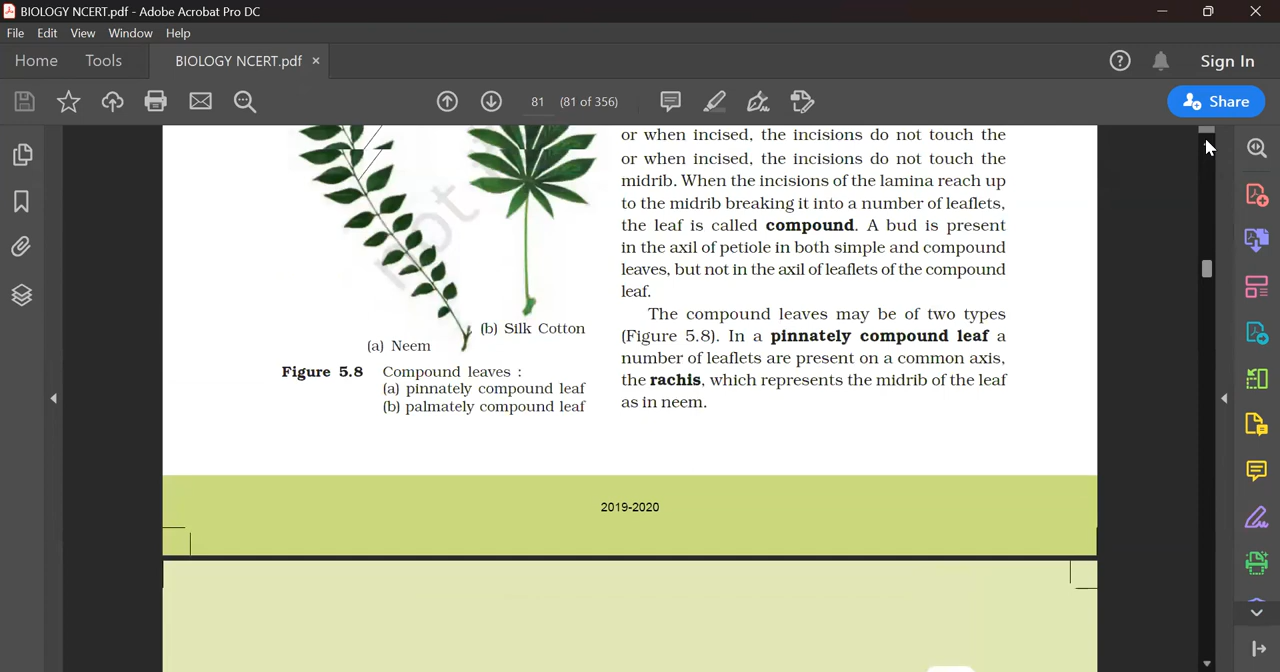 BIOLOGY NCERT.pdf - Adobe Acrobat Pro DC
File Edit View Window Help
Home Tools BIOLOGY NCERT.pdf × Sign In
81 (81 of 356) Share
or when incised, the incisions do not touch the
or when incised, the incisions do not touch the
midrib. When the incisions of the lamina reach up
to the midrib breaking it into a number of leaflets,
the leaf is called compound. A bud is present
in the axil of petiole in both simple and compound
leaves, but not in the axil of leaflets of the compound
leaf.
The compound leaves may be of two types
(Figure 5.8). In a pinnately compound leaf a
number of leaflets are present on a common axis,
the rachis, which represents the midrib of the leaf
as in neem.
not
(b) Silk Cotton
(a) Neem
Figure 5.8 Compound leaves :
(a) pinnately compound leaf
(b) palmately compound leaf
2019-2020